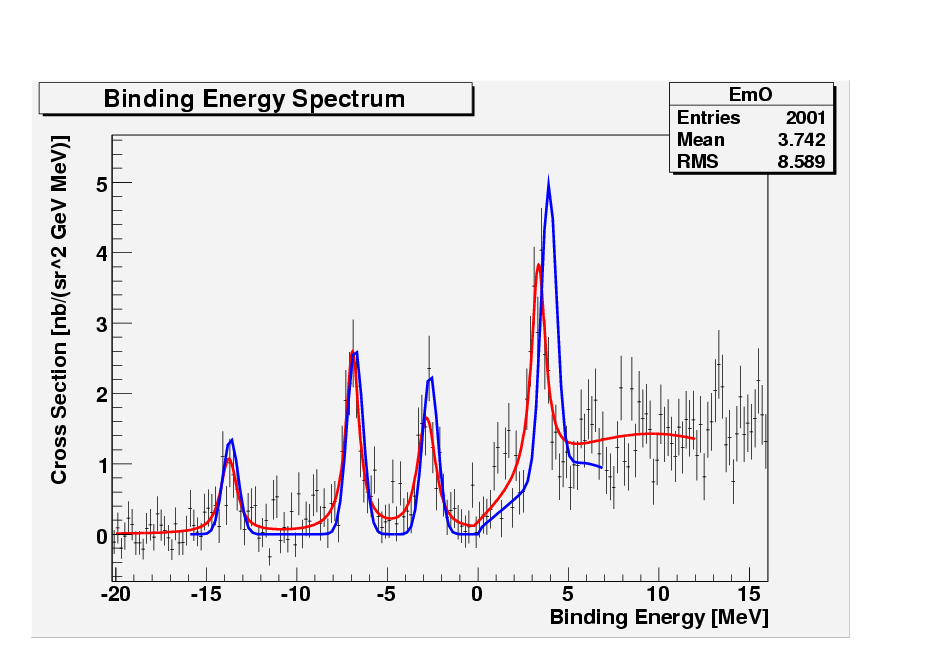 Binding Energy Spectrum
EmO
Entries 2001
Mean 3.742
RMS 8.589
Cross Section [nb/(sr^2 GeV MeV)]
5
4
3
2
1
0
-20 -15 -10 -5 0 5 10 15
Binding Energy [MeV]